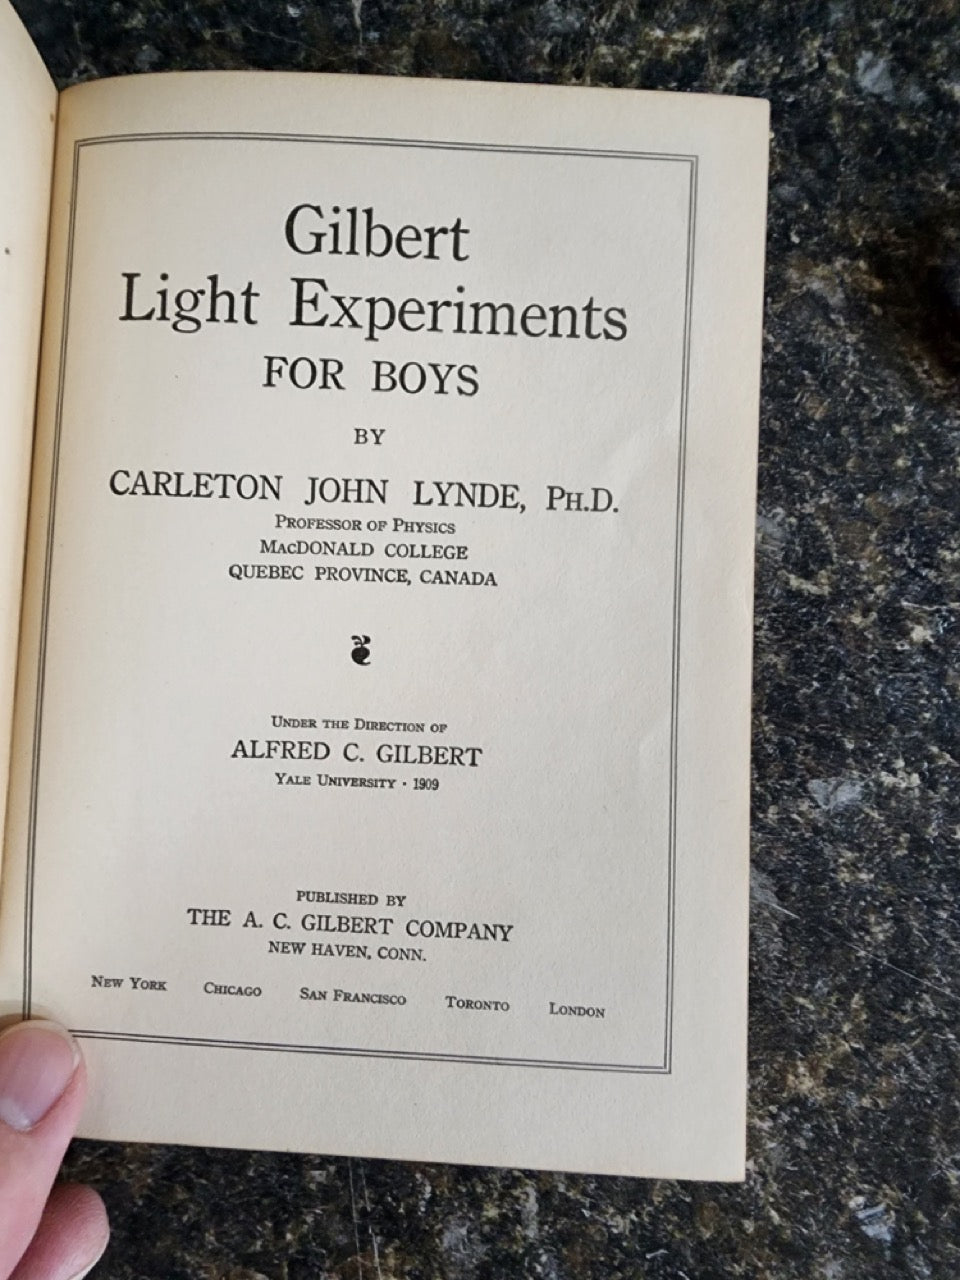 Gilbert
Light Experiments
FOR BOYS
BY
CARLETON JOHN LYNDE, PH.D.
PROFESSOR OF PHYSICS
MACDONALD COLLEGE
QUEBEC PROVINCE, CANADA
UNDER THE DIRECTION OF
ALFRED C. GILBERT
YALE UNIVERSITY · 1909
PUBLISHED BY
THE A. C. GILBERT COMPANY
NEW HAVEN, CONN.
NEW YORK CHICAGO SAN FRANCISCO TORONTO LONDON